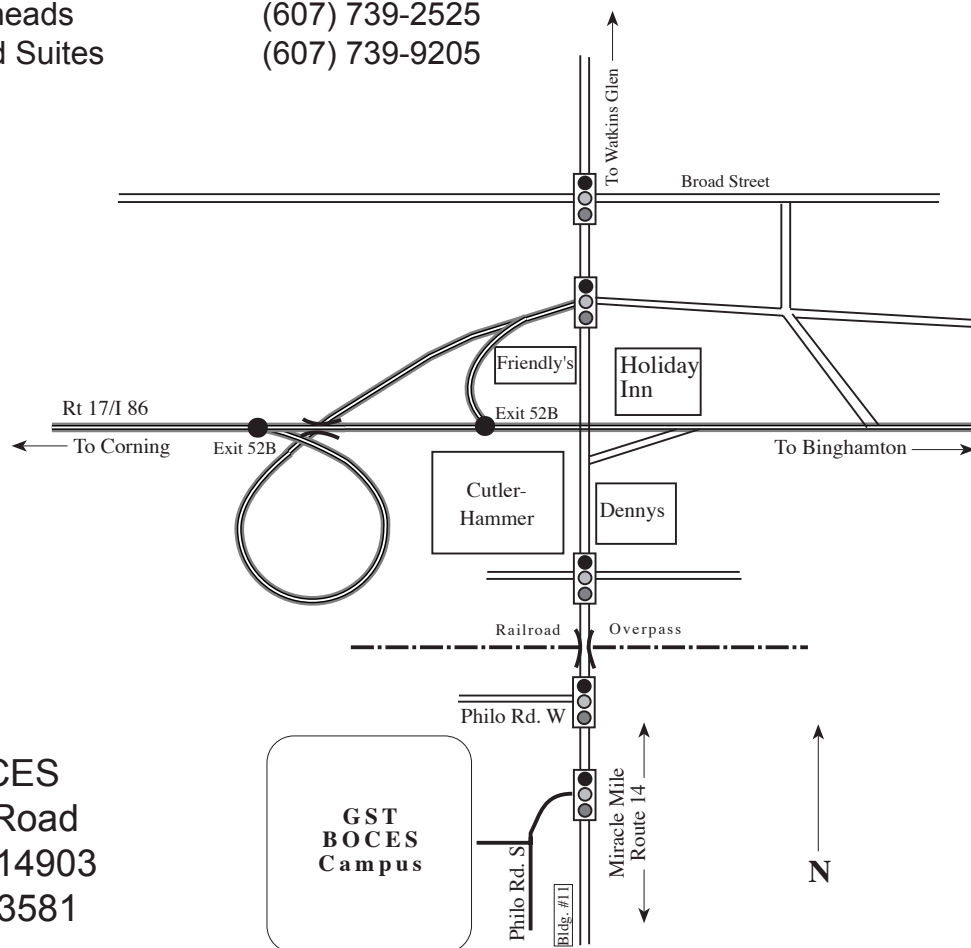 neads (607) 739-2525
d Suites (607) 739-9205
To Watkins Glen
Broad Street
Friendly's
Holiday
Inn
Rt 17/I 86
Exit 52B
To Corning
Exit 52B
To Binghamton
Cutler-
Hammer
Dennys
Railroad Overpass
Philo Rd. W
CES
Road
14903
3581
GST
BOCES
Campus
Philo Rd. S
Bldg. #11
Miracle Mile
Route 14
N